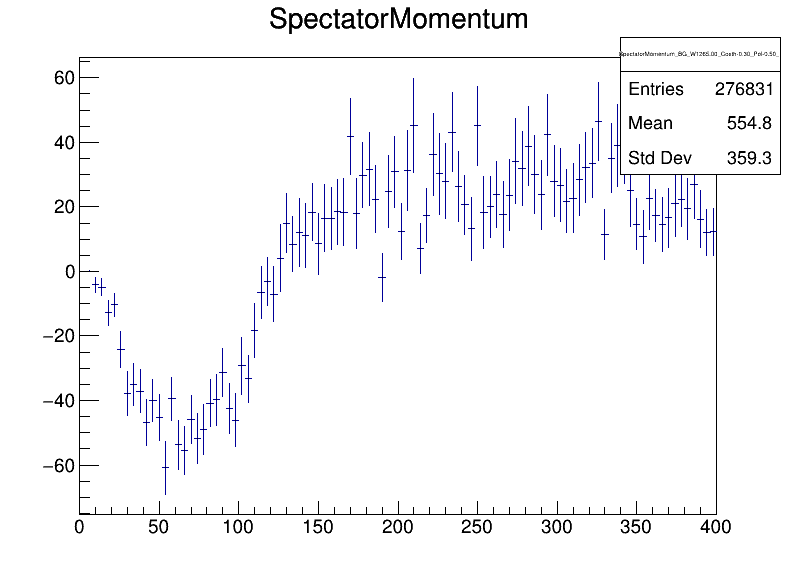 SpectatorMomentum
SpectatorMomentum_BG_W1265.00_Costh-0.30_Pol-0.50_
Entries 276831
Mean 554.8
Std Dev 359.3
60
40
20
0
−20
−40
−60
0 50 100 150 200 250 300 350 400